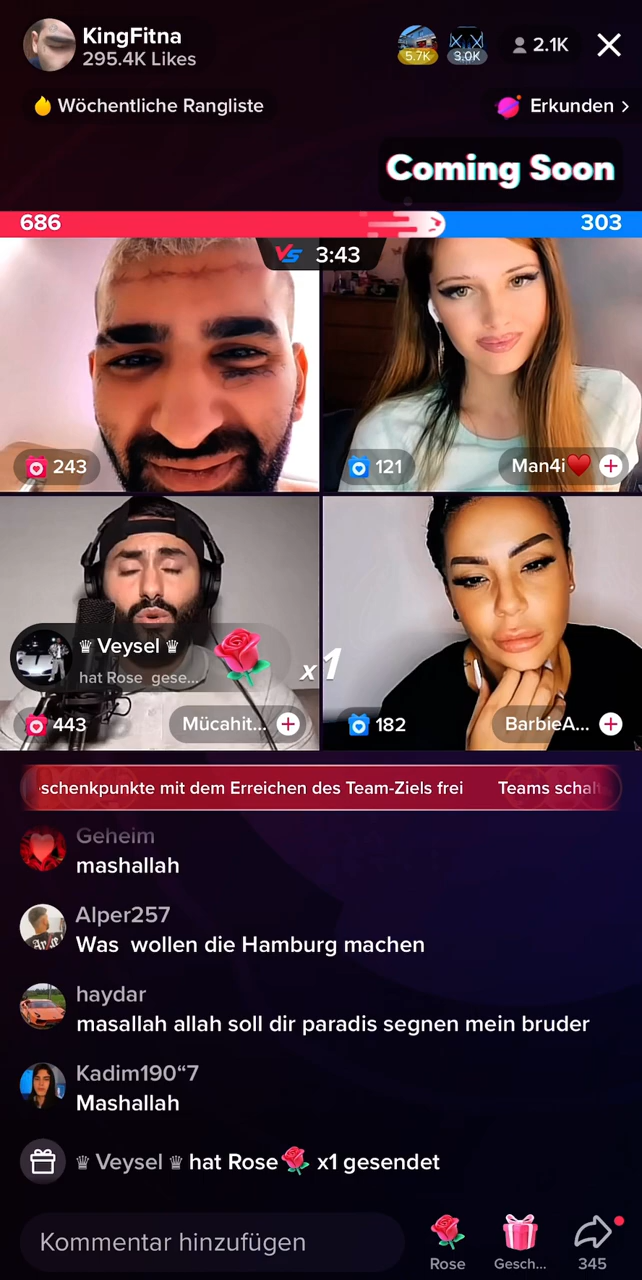 KingFitna
295.4K Likes
5.7K
3.0K
2.1K
Wöchentliche Rangliste
Erkunden >
Coming Soon
686
303
VS 3:43
243
121
Man4i❤️
♛ Veysel ♛
hat Rose gese...
x1
443
Mücahit...
182
BarbieA...
schenkpunkte mit dem Erreichen des Team-Ziels frei Teams schal
Geheim
mashallah
Alper257
Was wollen die Hamburg machen
haydar
masallah allah soll dir paradis segnen mein bruder
Kadim190“7
Mashallah
♛ Veysel ♛ hat Rose🌹 x1 gesendet
Kommentar hinzufügen
Rose
Gesch...
345